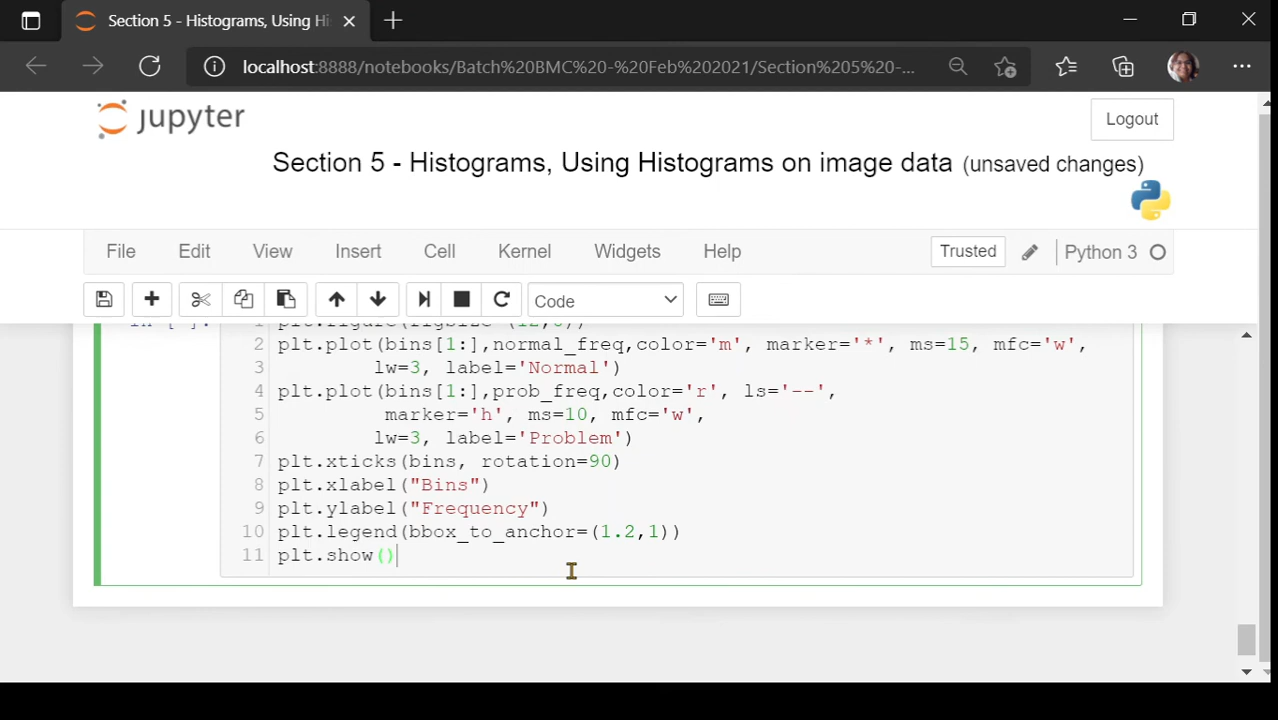 Section 5 - Histograms, Using Hi
localhost:8888/notebooks/Batch%20BMC%20-%20Feb%202021/Section%205%20-...
jupyter
Logout
Section 5 - Histograms, Using Histograms on image data (unsaved changes)
File Edit View Insert Cell Kernel Widgets Help Trusted Python 3
Code
2 plt.plot(bins[1:],normal_freq,color='m', marker='*', ms=15, mfc='w',
3 lw=3, label='Normal')
4 plt.plot(bins[1:],prob_freq,color='r', ls='--',
5 marker='h', ms=10, mfc='w',
6 lw=3, label='Problem')
7 plt.xticks(bins, rotation=90)
8 plt.xlabel("Bins")
9 plt.ylabel("Frequency")
10 plt.legend(bbox_to_anchor=(1.2,1))
11 plt.show()